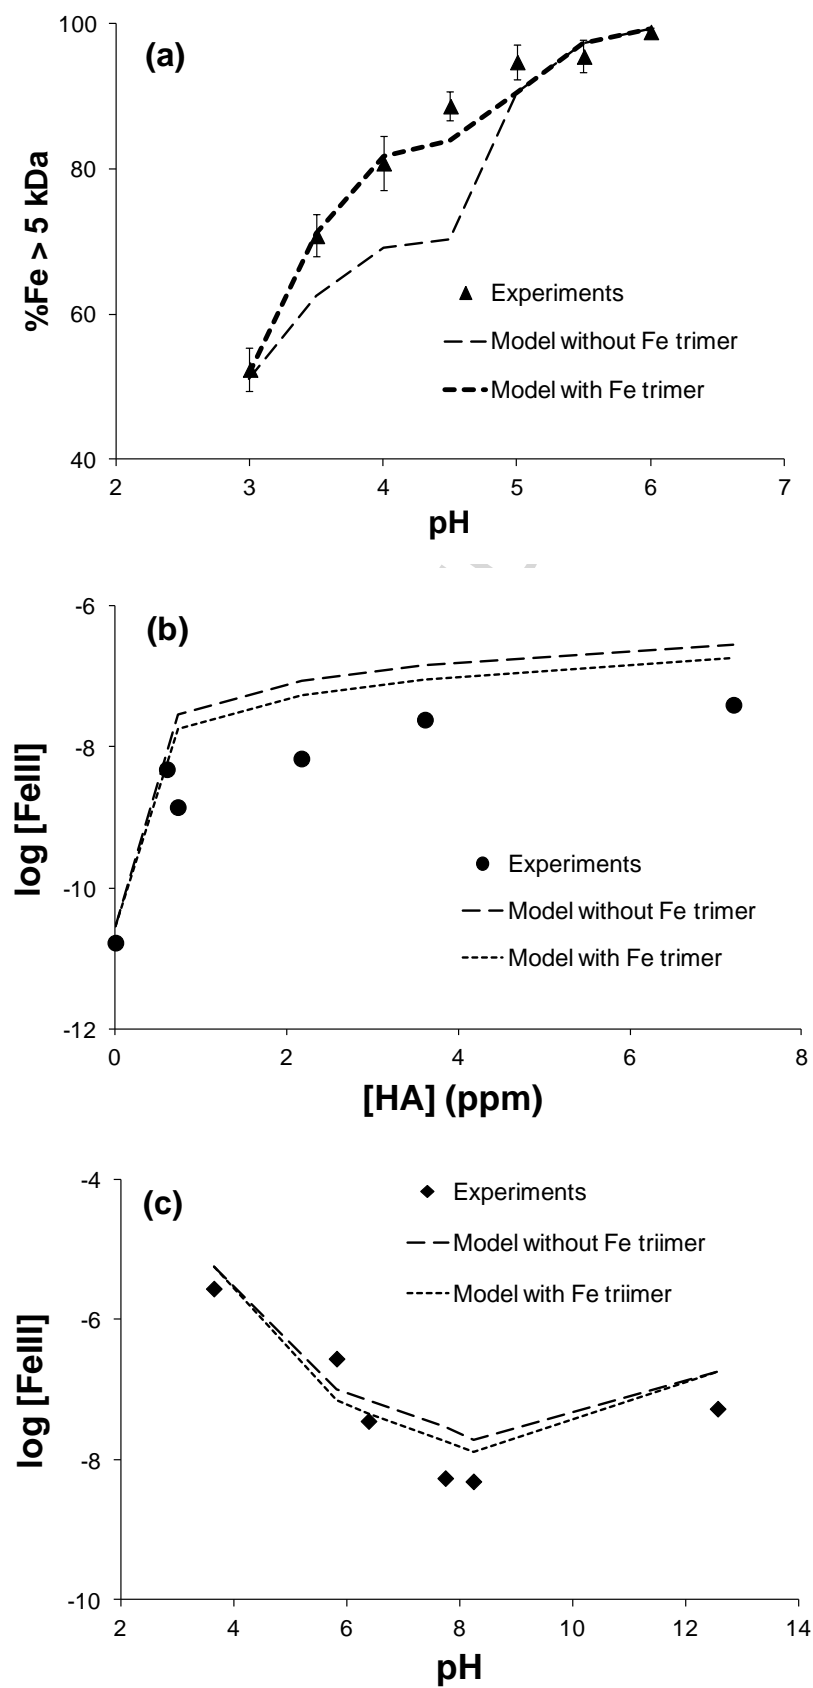 100
(a)
80
%Fe > 5 kDa
60
Experiments
Model without Fe trimer
Model with Fe trimer
40
2 3 4 5 6 7
pH
-6
(b)
-8
log [FeIII]
Experiments
-10
Model without Fe trimer
Model with Fe trimer
-12
0 2 4 6 8
[HA] (ppm)
-4
(c)
Experiments
Model without Fe triimer
Model with Fe triimer
-6
log [FeIII]
-8
-10
2 4 6 8 10 12 14
pH